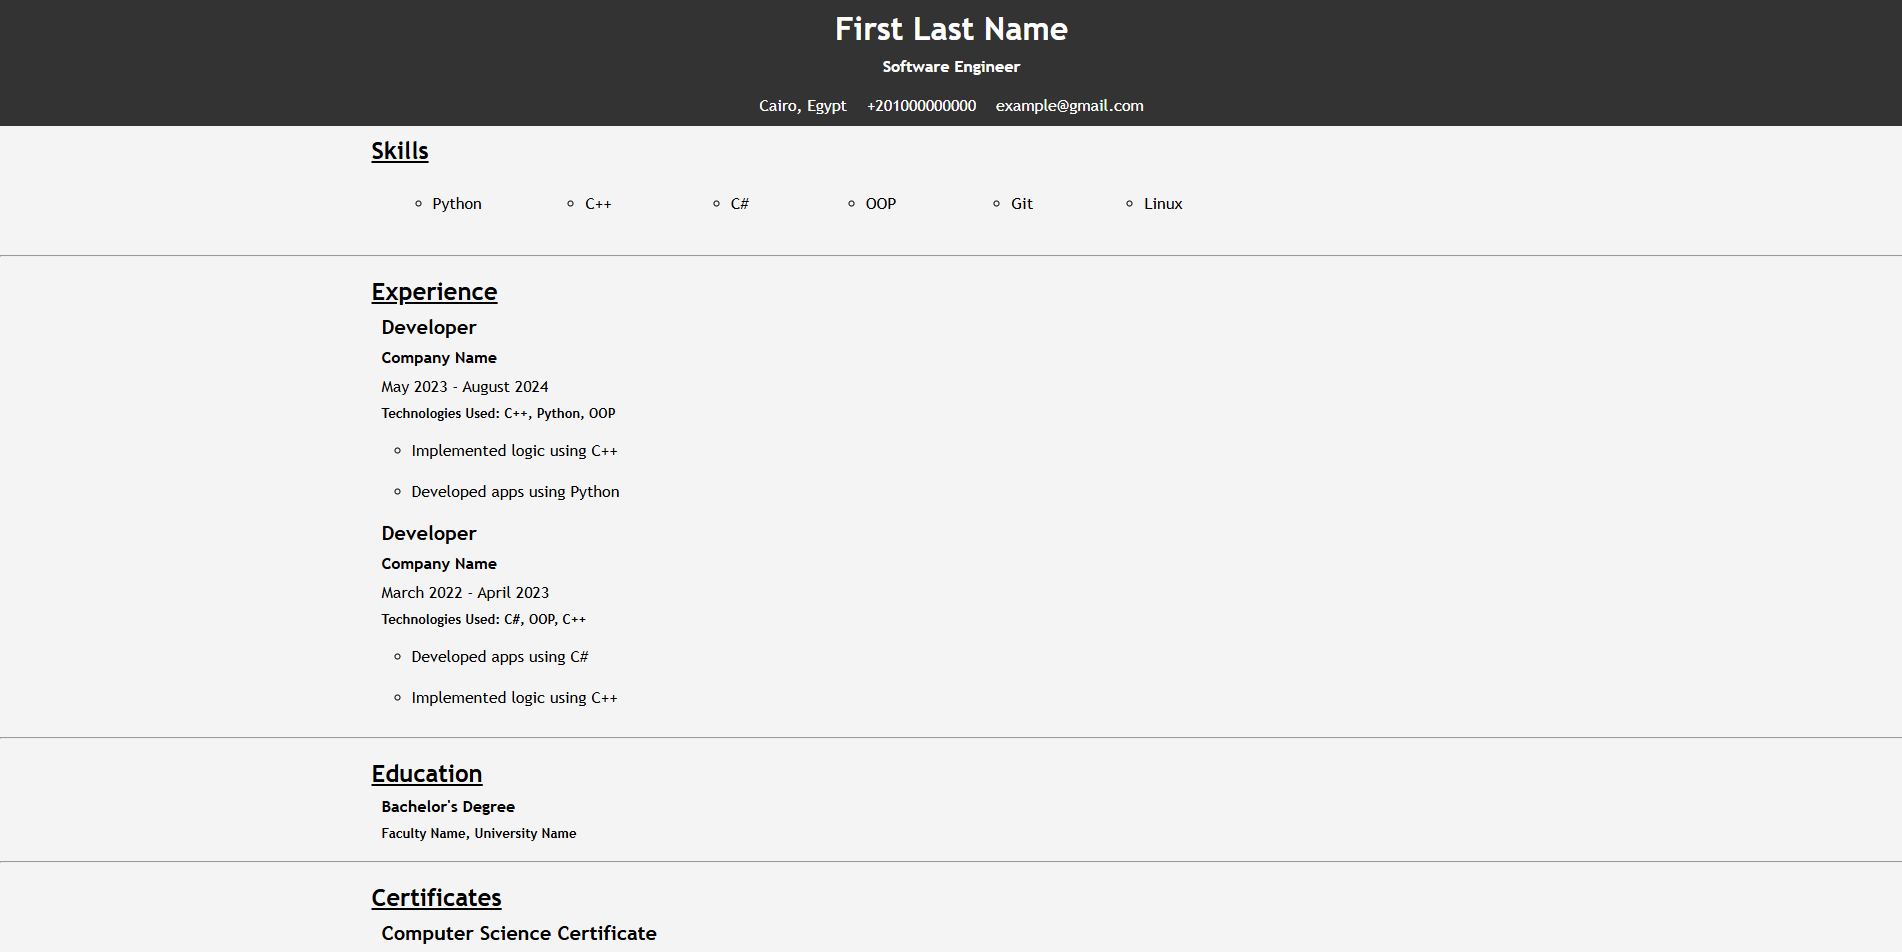 First Last Name
Software Engineer
Cairo, Egypt +201000000000 example@gmail.com
Skills
Python C++ C# OOP Git Linux
Experience
Developer
Company Name
May 2023 - August 2024
Technologies Used: C++, Python, OOP
Implemented logic using C++
Developed apps using Python
Developer
Company Name
March 2022 - April 2023
Technologies Used: C#, OOP, C++
Developed apps using C#
Implemented logic using C++
Education
Bachelor's Degree
Faculty Name, University Name
Certificates
Computer Science Certificate